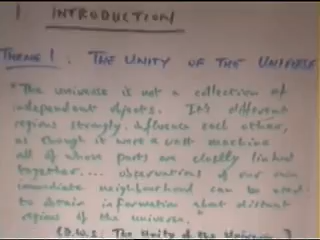 1 INTRODUCTION
THEME 1. THE UNITY OF THE UNIVERSE
"The universe is not a collection of
independent objects. Its different
regions strongly influence each other,
as though it were a vast machine
all of whose parts are closely linked
together.... observations of our own
immediate neighbourhood can be used
to obtain information about distant
regions of the universe."
(D.W.S. The Unity of the Universe)